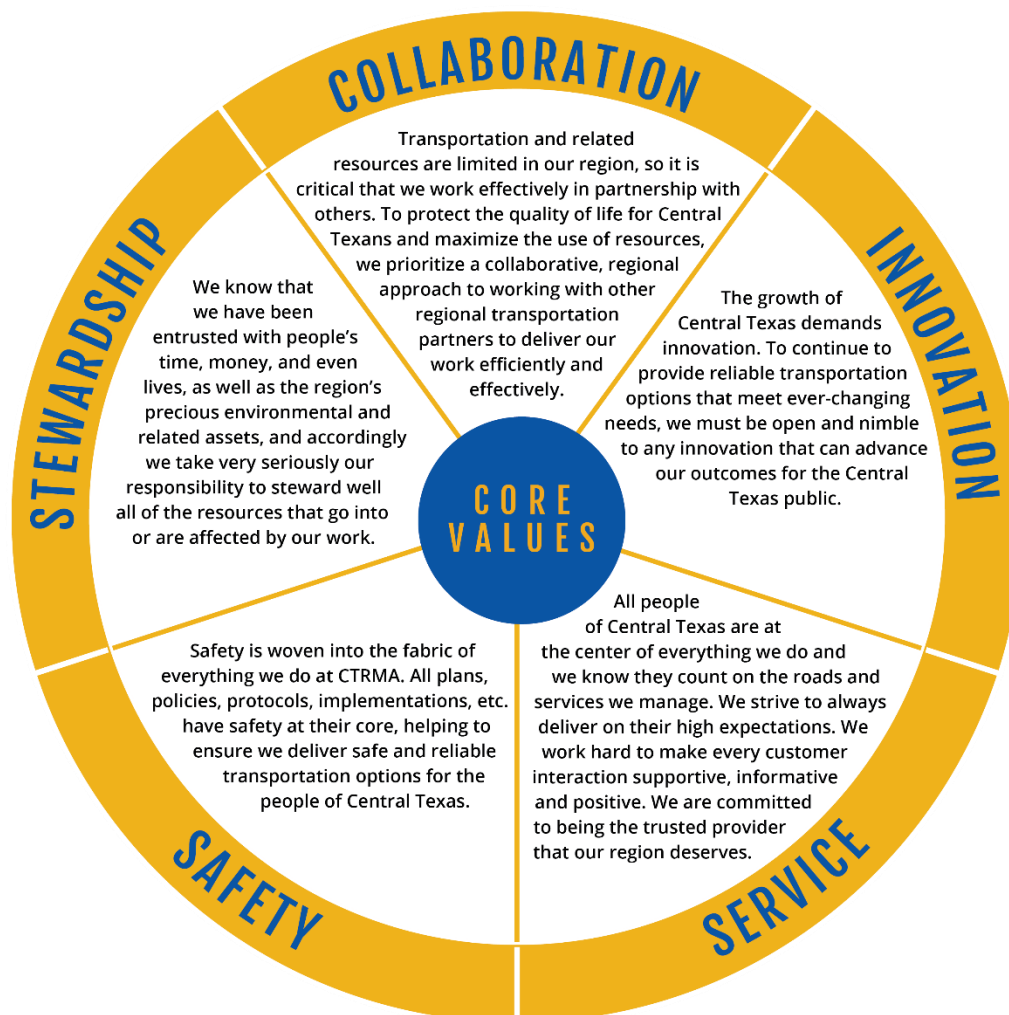 COLLABORATION
Transportation and related
resources are limited in our region, so it is
critical that we work effectively in partnership with
others. To protect the quality of life for Central
Texans and maximize the use of resources,
we prioritize a collaborative, regional
approach to working with other
regional transportation
partners to deliver our
work efficiently and
effectively.
INNOVATION
The growth of
Central Texas demands
innovation. To continue to
provide reliable transportation
options that meet ever-changing
needs, we must be open and nimble
to any innovation that can advance
our outcomes for the Central
Texas public.
SERVICE
All people
of Central Texas are at
the center of everything we do and
we know they count on the roads and
services we manage. We strive to always
deliver on their high expectations. We
work hard to make every customer
interaction supportive, informative
and positive. We are committed
to being the trusted provider
that our region deserves.
SAFETY
Safety is woven into the fabric of
everything we do at CTRMA. All plans,
policies, protocols, implementations, etc.
have safety at their core, helping to
ensure we deliver safe and reliable
transportation options for the
people of Central Texas.
STEWARDSHIP
We know that
we have been
entrusted with people’s
time, money, and even
lives, as well as the region’s
precious environmental and
related assets, and accordingly
we take very seriously our
responsibility to steward well
all of the resources that go into
or are affected by our work.
CORE
VALUES